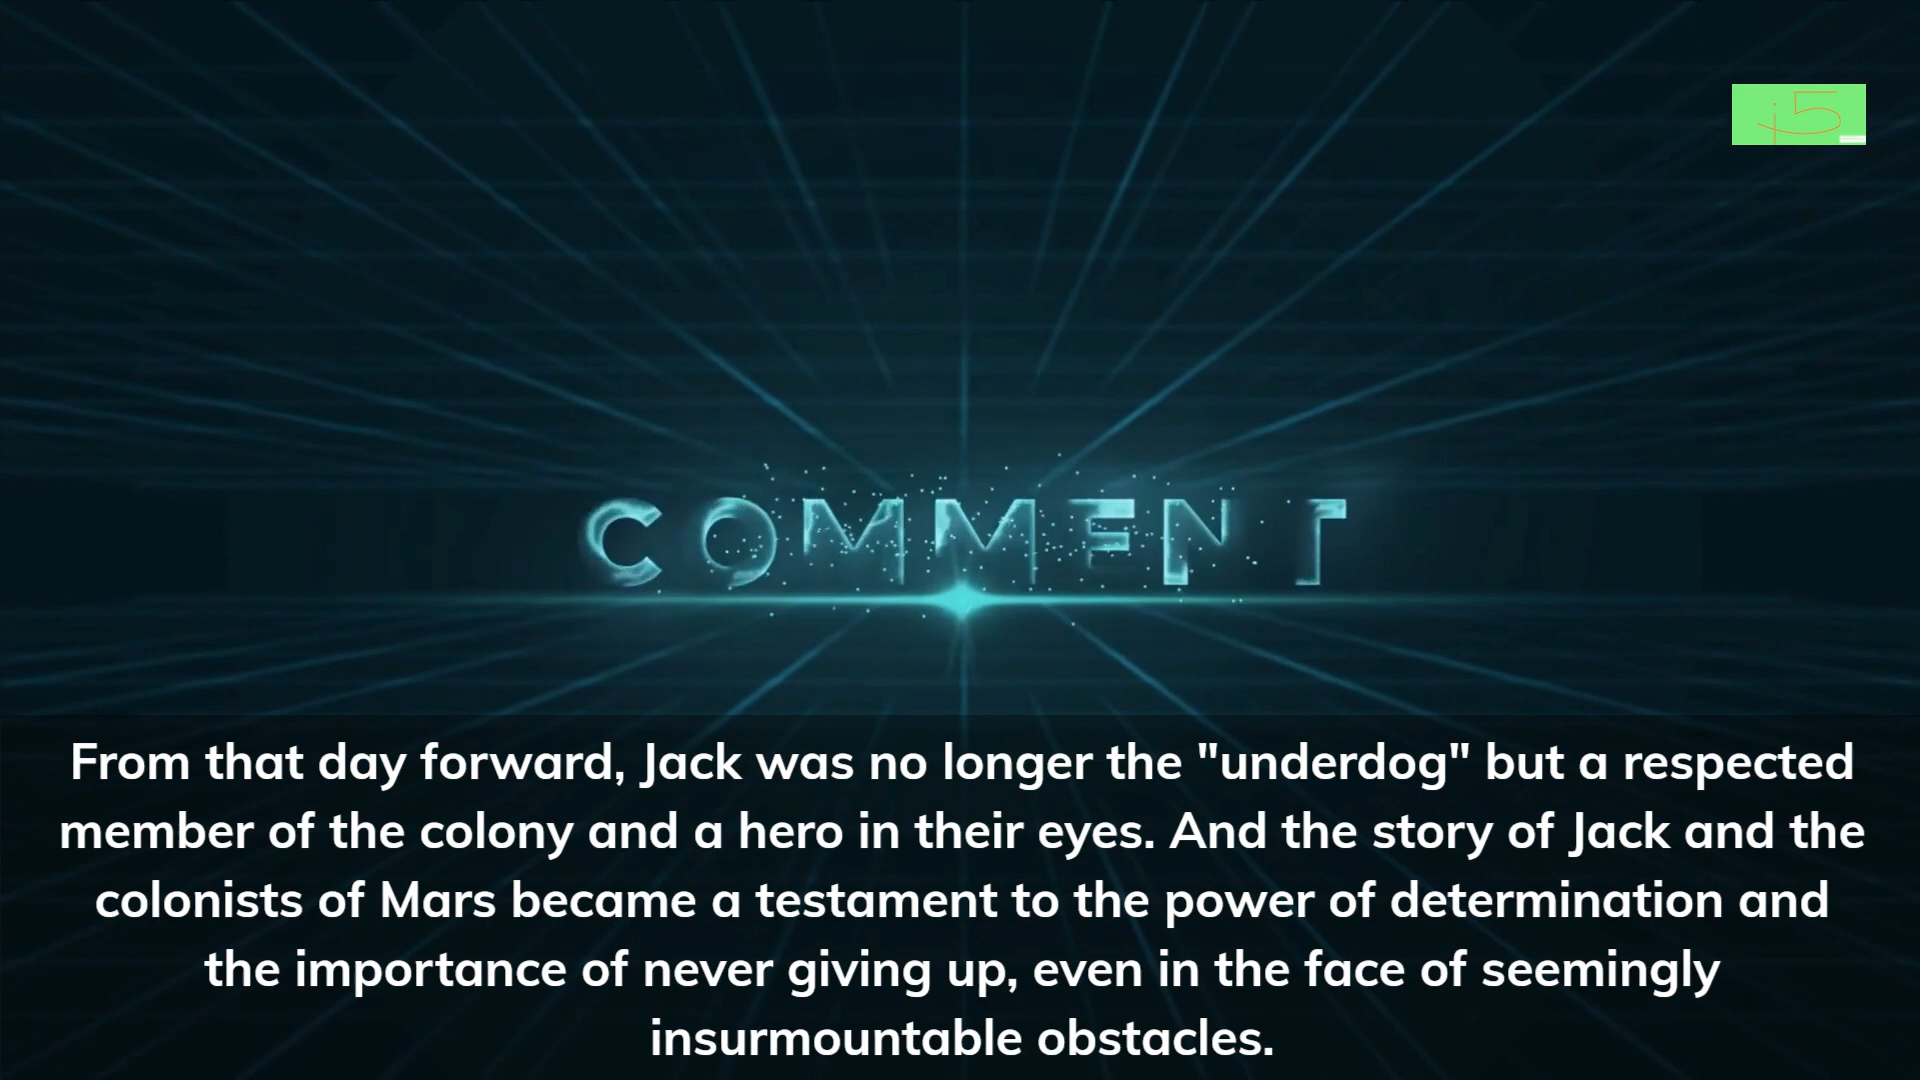 i5
COMMENT
From that day forward, Jack was no longer the "underdog" but a respected
member of the colony and a hero in their eyes. And the story of Jack and the
colonists of Mars became a testament to the power of determination and
the importance of never giving up, even in the face of seemingly
insurmountable obstacles.